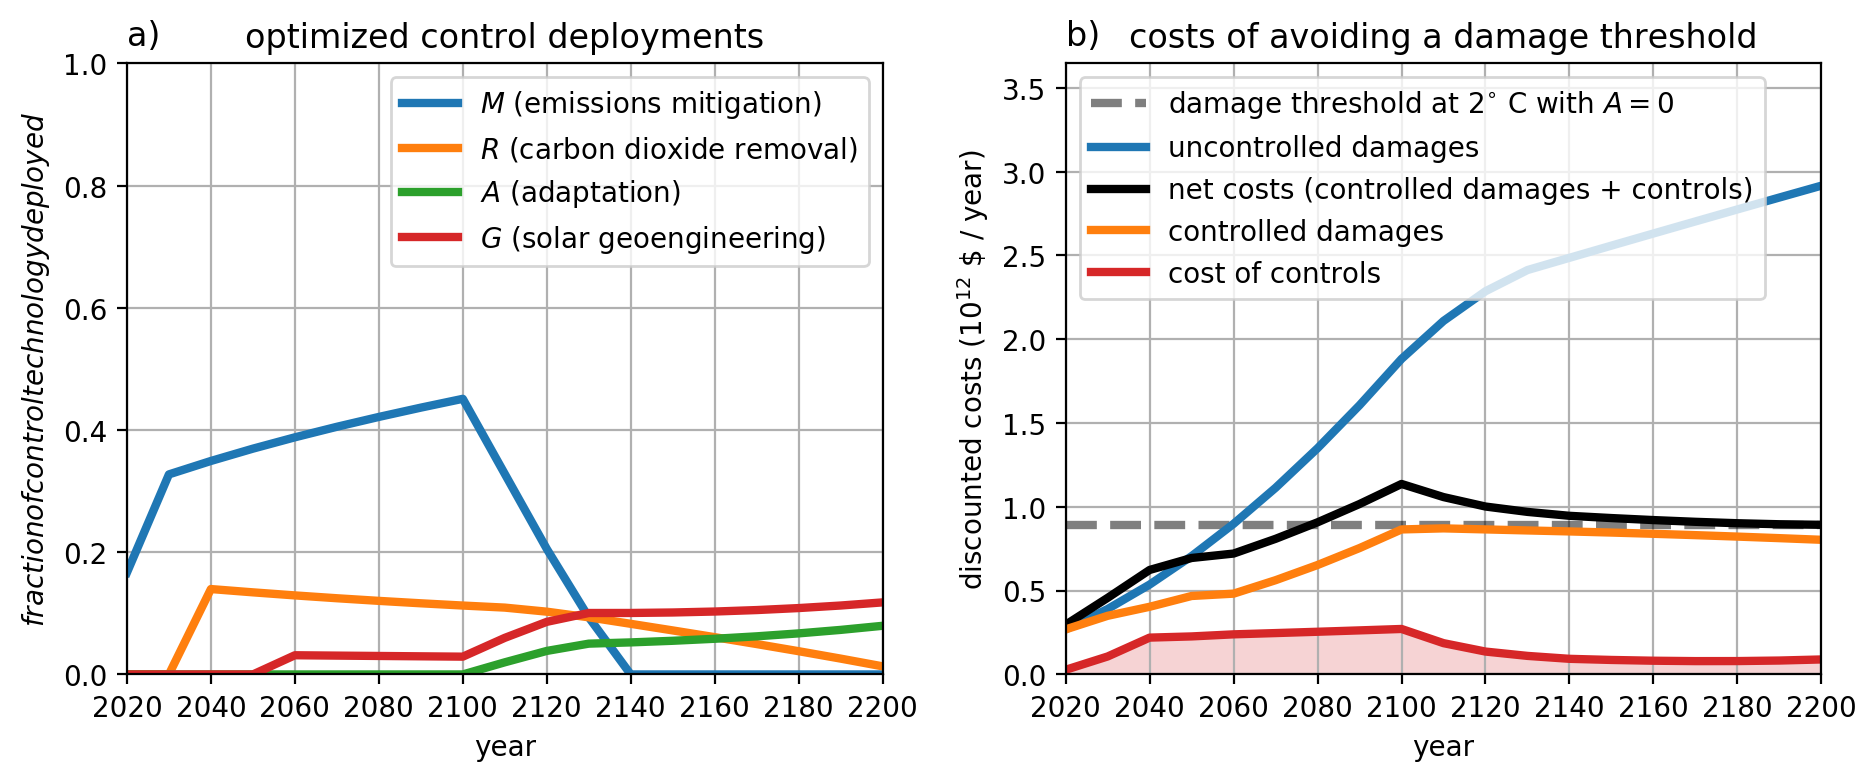 a) optimized control deployments
fractionofcontroltechnologydeployed
1.0
0.8
0.6
0.4
0.2
0.0
M (emissions mitigation)
R (carbon dioxide removal)
A (adaptation)
G (solar geoengineering)
2020 2040 2060 2080 2100 2120 2140 2160 2180 2200
year
b) costs of avoiding a damage threshold
discounted costs (10¹² $ / year)
3.5
3.0
2.5
2.0
1.5
1.0
0.5
0.0
damage threshold at 2° C with A = 0
uncontrolled damages
net costs (controlled damages + controls)
controlled damages
cost of controls
2020 2040 2060 2080 2100 2120 2140 2160 2180 2200
year